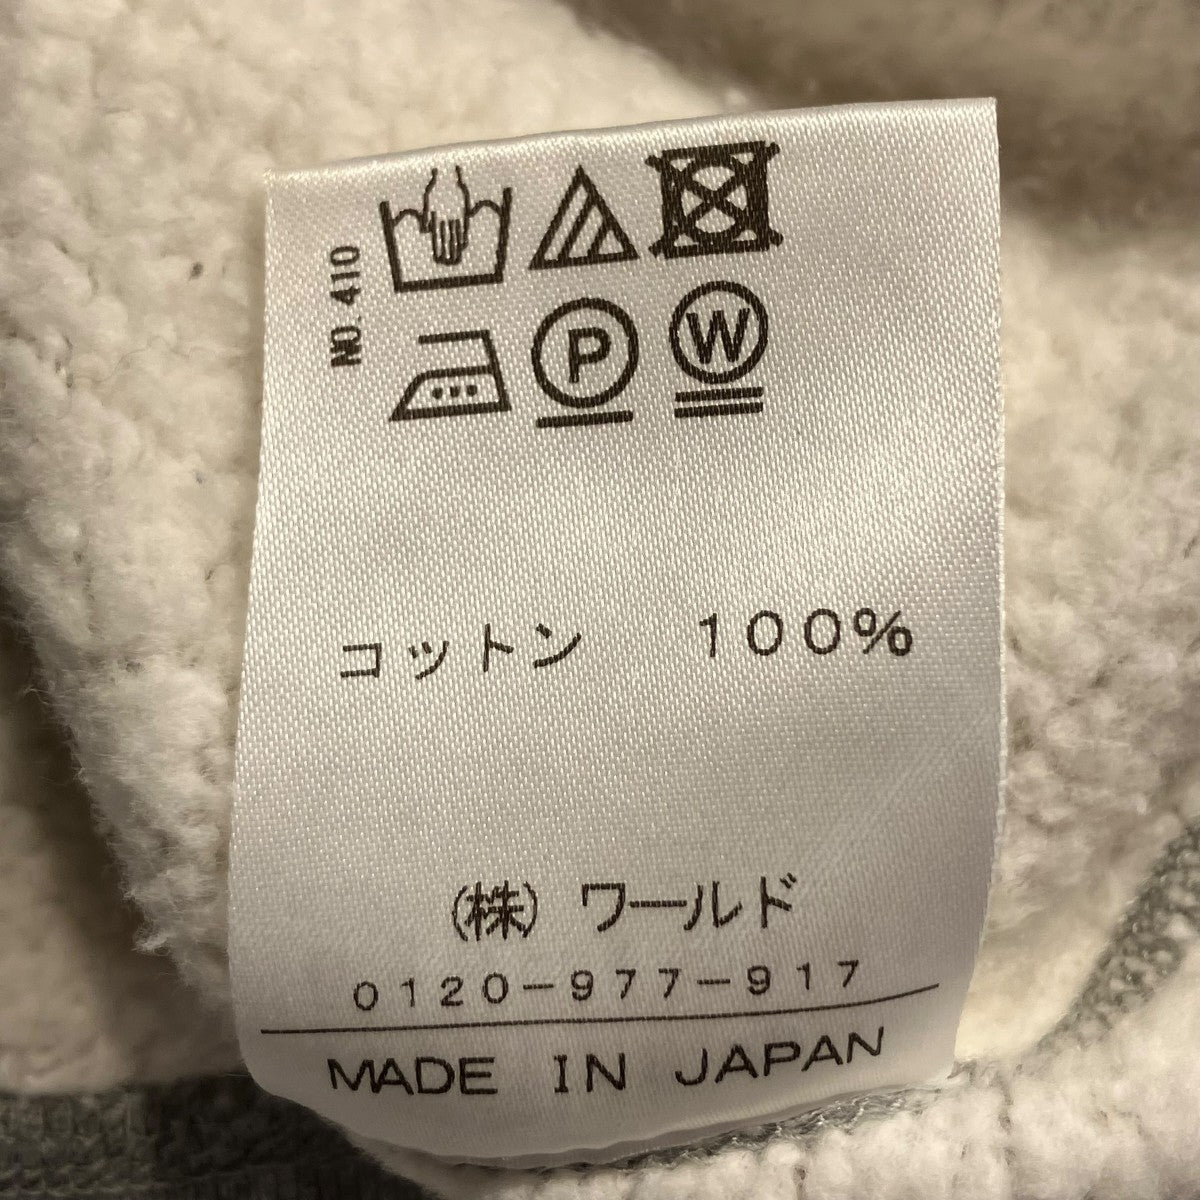 NO.410
P W
コットン 100%
(株)ワールド
0120-977-917
MADE IN JAPAN